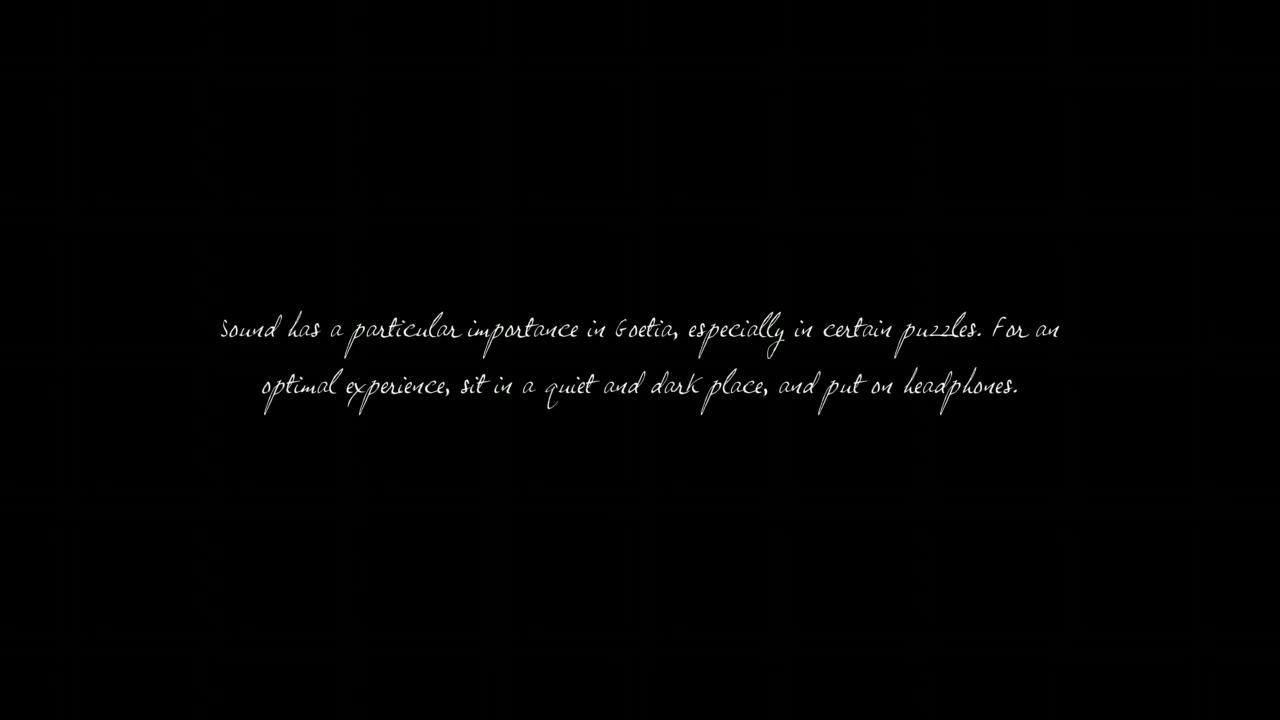 Sound has a particular importance in Goetia, especially in certain puzzles. For an
optimal experience, sit in a quiet and dark place, and put on headphones.